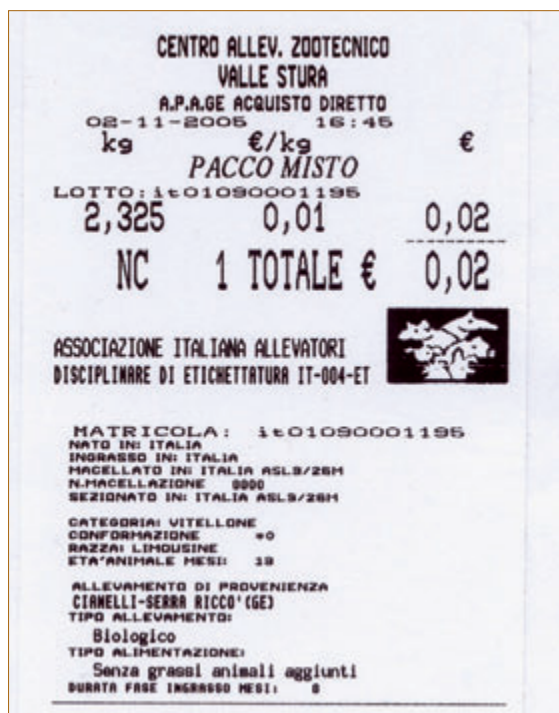 CENTRO ALLEV. ZOOTECNICO
VALLE STURA
A.P.A.GE ACQUISTO DIRETTO
02-11-2005 16:45
kg €/kg €
PACCO MISTO
LOTTO:it01090001195
2,325 0,01 0,02
NC 1 TOTALE € 0,02
ASSOCIAZIONE ITALIANA ALLEVATORI
DISCIPLINARE DI ETICHETTATURA IT-004-ET
MATRICOLA: it01090001195
NATO IN: ITALIA
INGRASSO IN: ITALIA
MACELLATO IN: ITALIA ASL3/26M
N.MACELLAZIONE 0000
SEZIONATO IN: ITALIA ASL3/26M
CATEGORIA: VITELLONE
CONFORMAZIONE +O
RAZZA: LIMOUSINE
ETA'ANIMALE MESI: 19
ALLEVAMENTO DI PROVENIENZA
CIANELLI-SERRA RICCO'(GE)
TIPO ALLEVAMENTO:
Biologico
TIPO ALIMENTAZIONE:
Senza grassi animali aggiunti
DURATA FASE INGRASSO MESI: 8